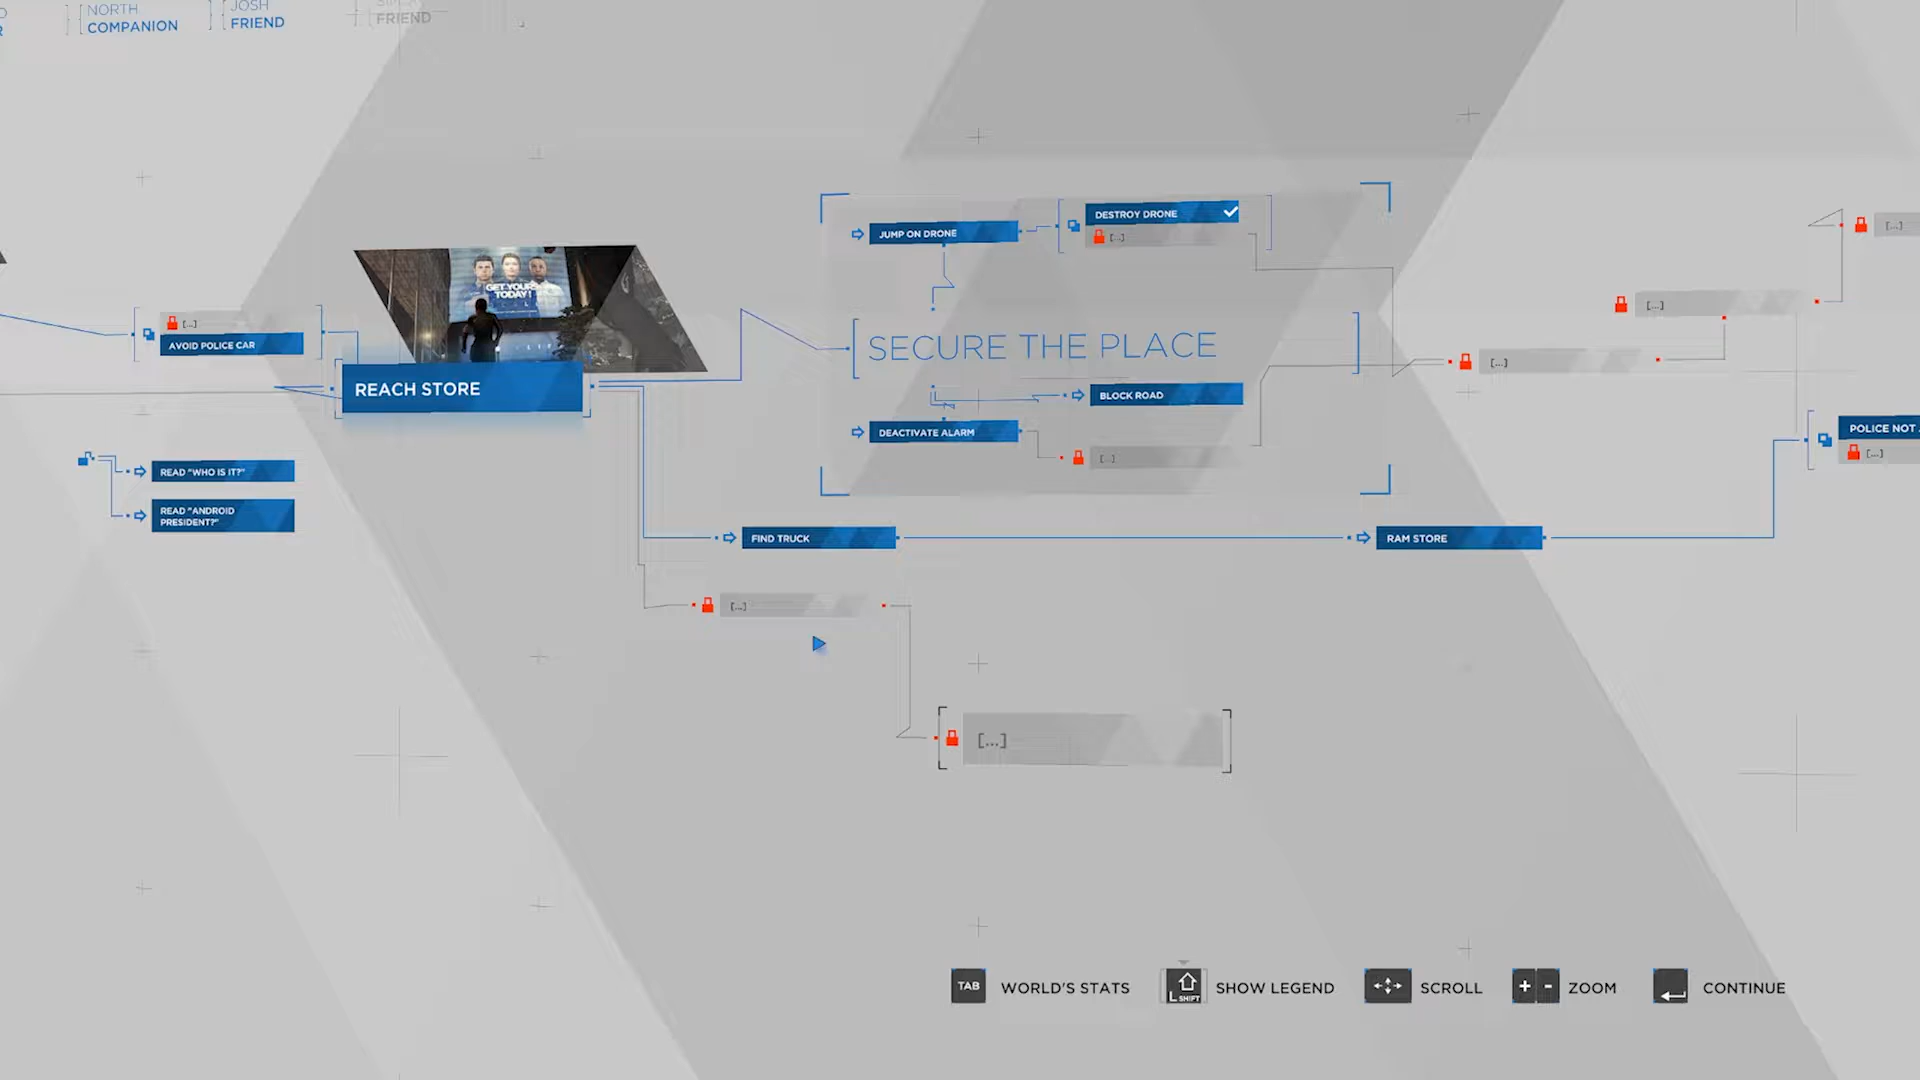 NORTH
COMPANION
JOSH
FRIEND
FRIEND
JUMP ON DRONE
DESTROY DRONE
[...]
[...]
AVOID POLICE CAR
GET YOURS
TODAY!
REACH STORE
SECURE THE PLACE
BLOCK ROAD
DEACTIVATE ALARM
[...]
READ "WHO IS IT?"
READ "ANDROID
PRESIDENT?"
FIND TRUCK
RAM STORE
[...]
[...]
[...]
[...]
[...]
POLICE NOT
[...]
TAB WORLD'S STATS
L SHIFT SHOW LEGEND
SCROLL
+ - ZOOM
CONTINUE